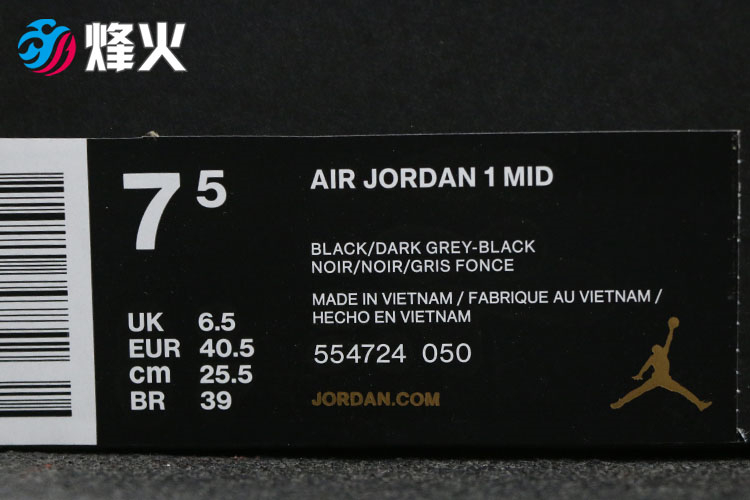 烽火
7 5
AIR JORDAN 1 MID
BLACK/DARK GREY-BLACK
NOIR/NOIR/GRIS FONCE
MADE IN VIETNAM / FABRIQUE AU VIETNAM /
HECHO EN VIETNAM
UK 6.5
EUR 40.5
cm 25.5
BR 39
554724 050
JORDAN.COM